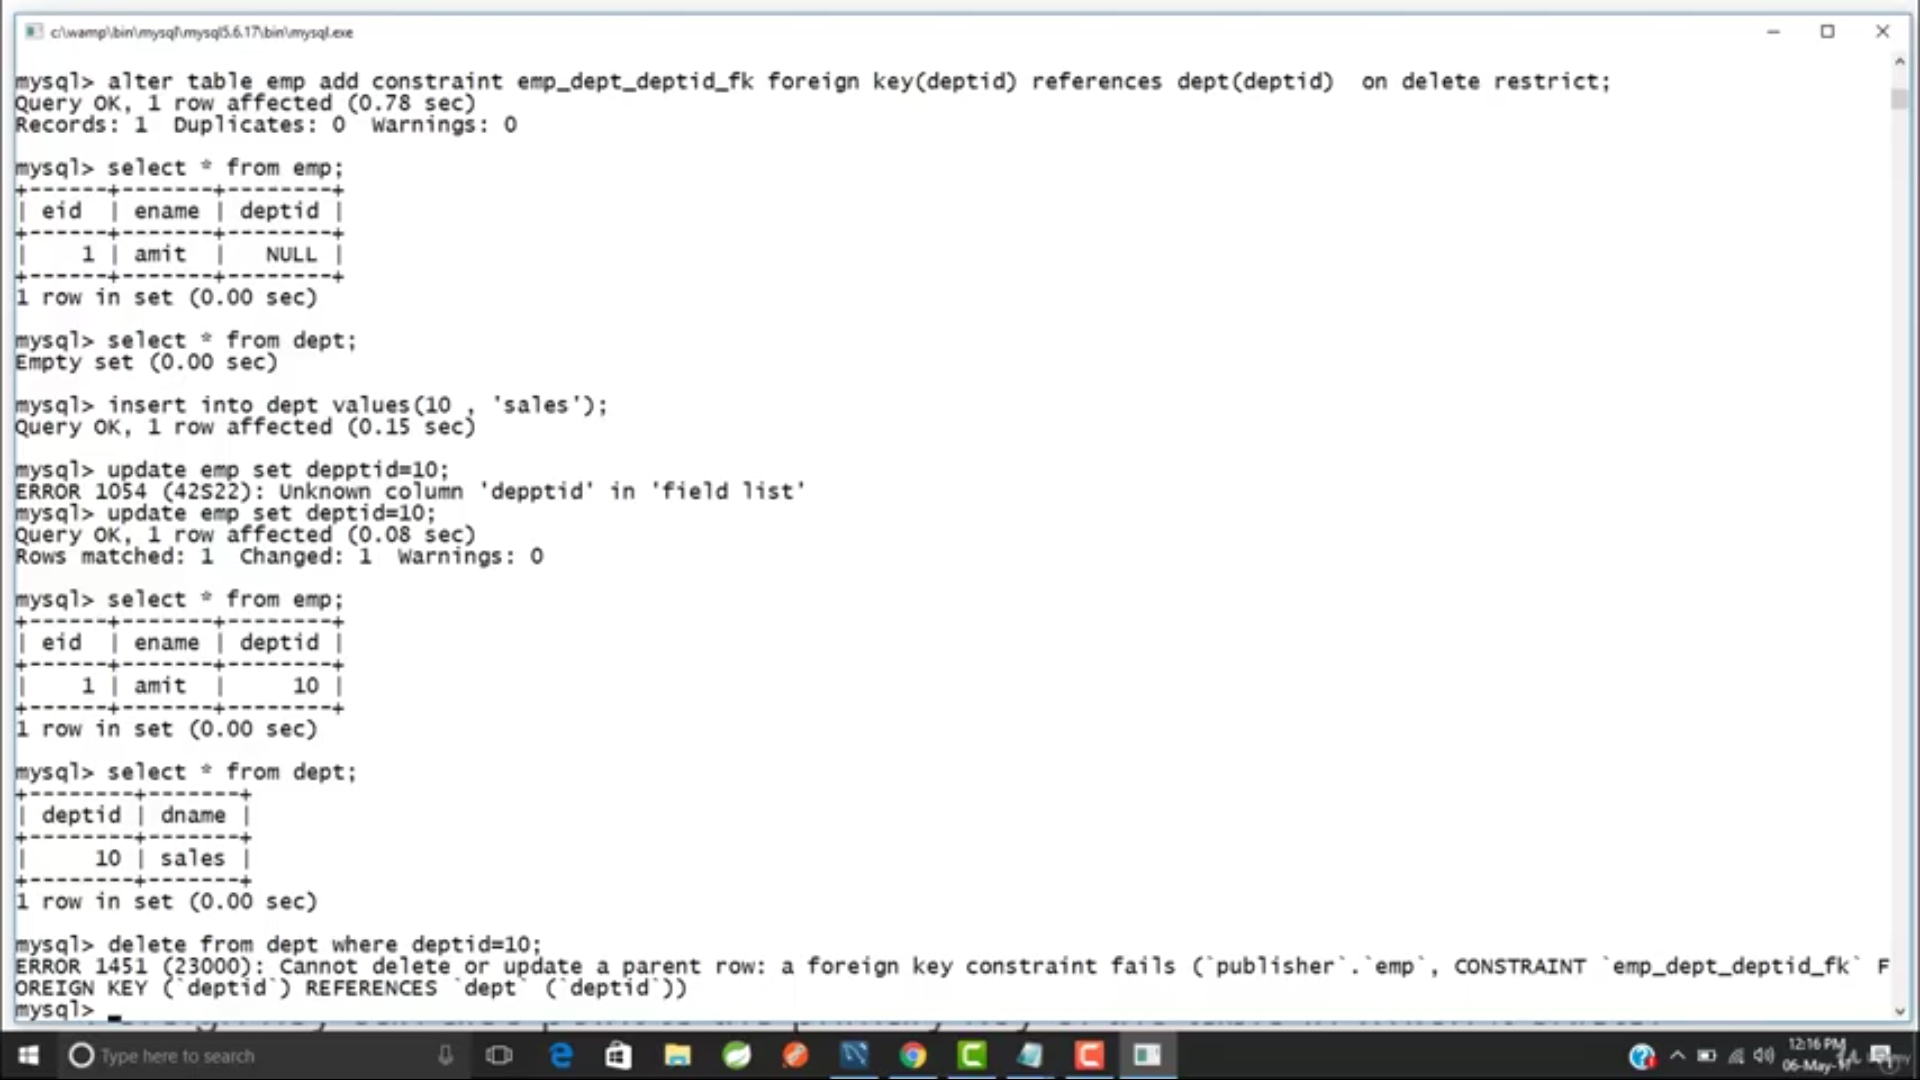 c:\wamp\bin\mysql\mysql5.6.17\bin\mysql.exe
mysql> alter table emp add constraint emp_dept_deptid_fk foreign key(deptid) references dept(deptid)  on delete restrict;
Query OK, 1 row affected (0.78 sec)
Records: 1  Duplicates: 0  Warnings: 0
mysql> select * from emp;
+------+-------+--------+
| eid  | ename | deptid |
+------+-------+--------+
|    1 | amit  |   NULL |
+------+-------+--------+
1 row in set (0.00 sec)
mysql> select * from dept;
Empty set (0.00 sec)
mysql> insert into dept values(10 , 'sales');
Query OK, 1 row affected (0.15 sec)
mysql> update emp set depptid=10;
ERROR 1054 (42S22): Unknown column 'depptid' in 'field list'
mysql> update emp set deptid=10;
Query OK, 1 row affected (0.08 sec)
Rows matched: 1  Changed: 1  Warnings: 0
mysql> select * from emp;
+------+-------+--------+
| eid  | ename | deptid |
+------+-------+--------+
|    1 | amit  |     10 |
+------+-------+--------+
1 row in set (0.00 sec)
mysql> select * from dept;
+--------+-------+
| deptid | dname |
+--------+-------+
|     10 | sales |
+--------+-------+
1 row in set (0.00 sec)
mysql> delete from dept where deptid=10;
ERROR 1451 (23000): Cannot delete or update a parent row: a foreign key constraint fails (`publisher`.`emp`, CONSTRAINT `emp_dept_deptid_fk` F
OREIGN KEY (`deptid`) REFERENCES `dept` (`deptid`))
mysql>
Type here to search
12:16 PM
06-May-